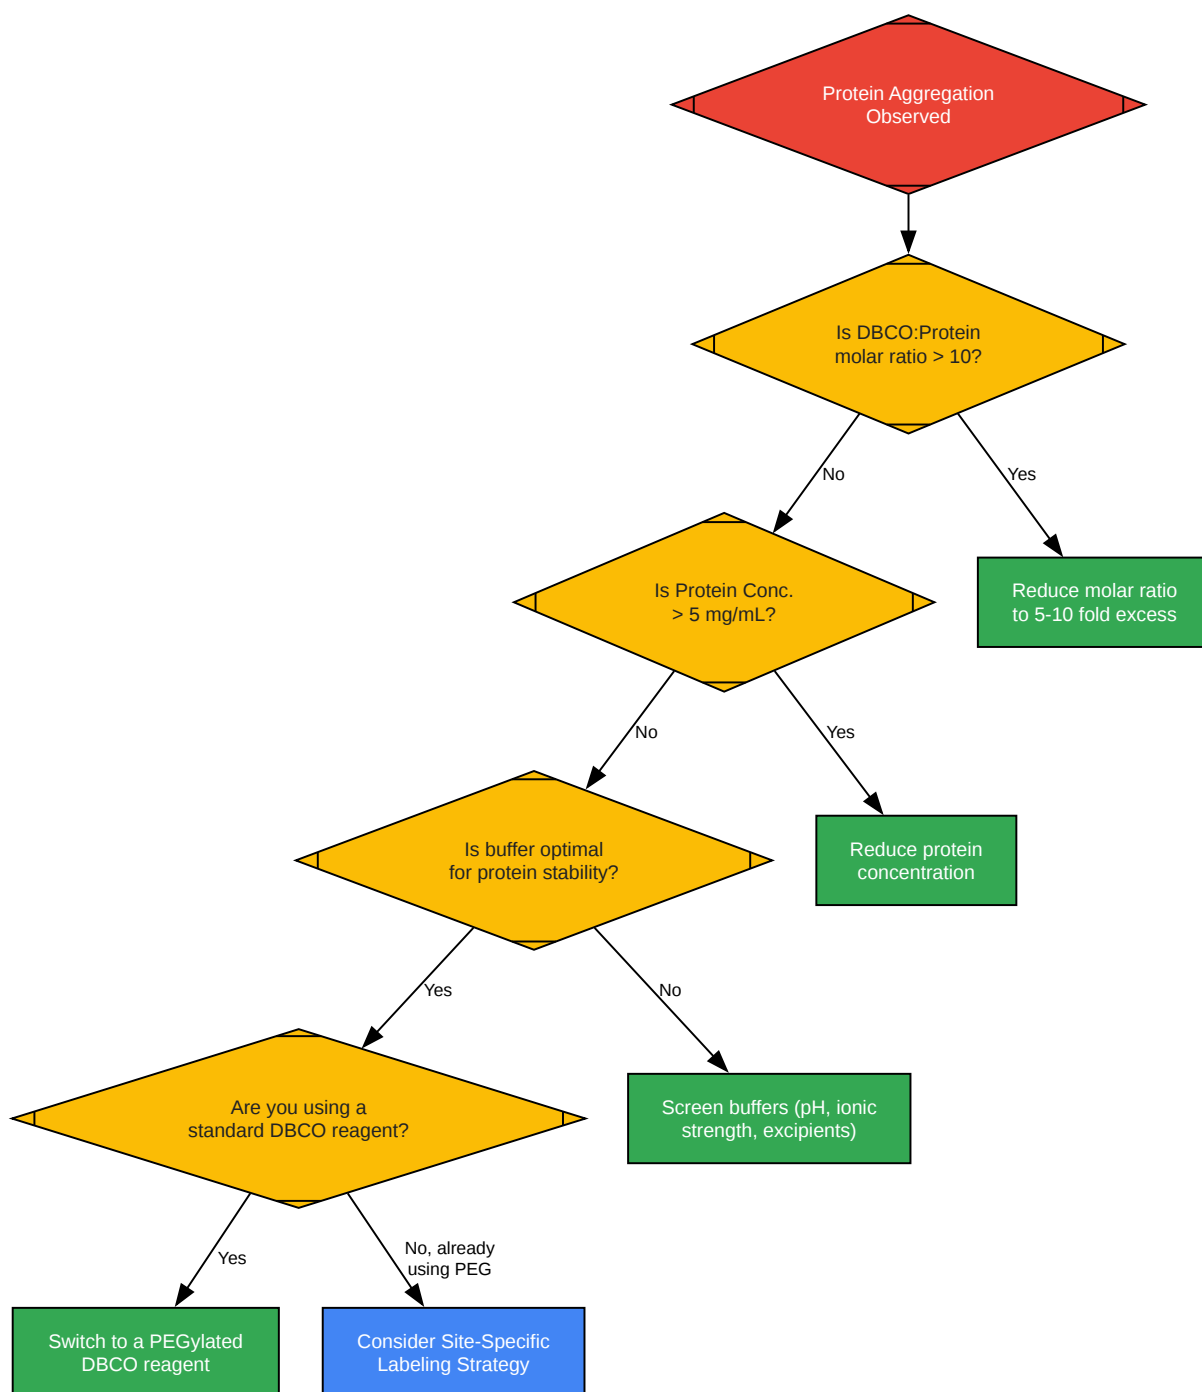 Protein Aggregation
Observed
Is DBCO:Protein
molar ratio > 10?
No
Yes
Is Protein Conc.
> 5 mg/mL?
Reduce molar ratio
to 5-10 fold excess
No
Yes
Is buffer optimal
for protein stability?
Reduce protein
concentration
Yes
No
Are you using a
standard DBCO reagent?
Screen buffers (pH, ionic
strength, excipients)
Yes
No, already
using PEG
Switch to a PEGylated
DBCO reagent
Consider Site-Specific
Labeling Strategy